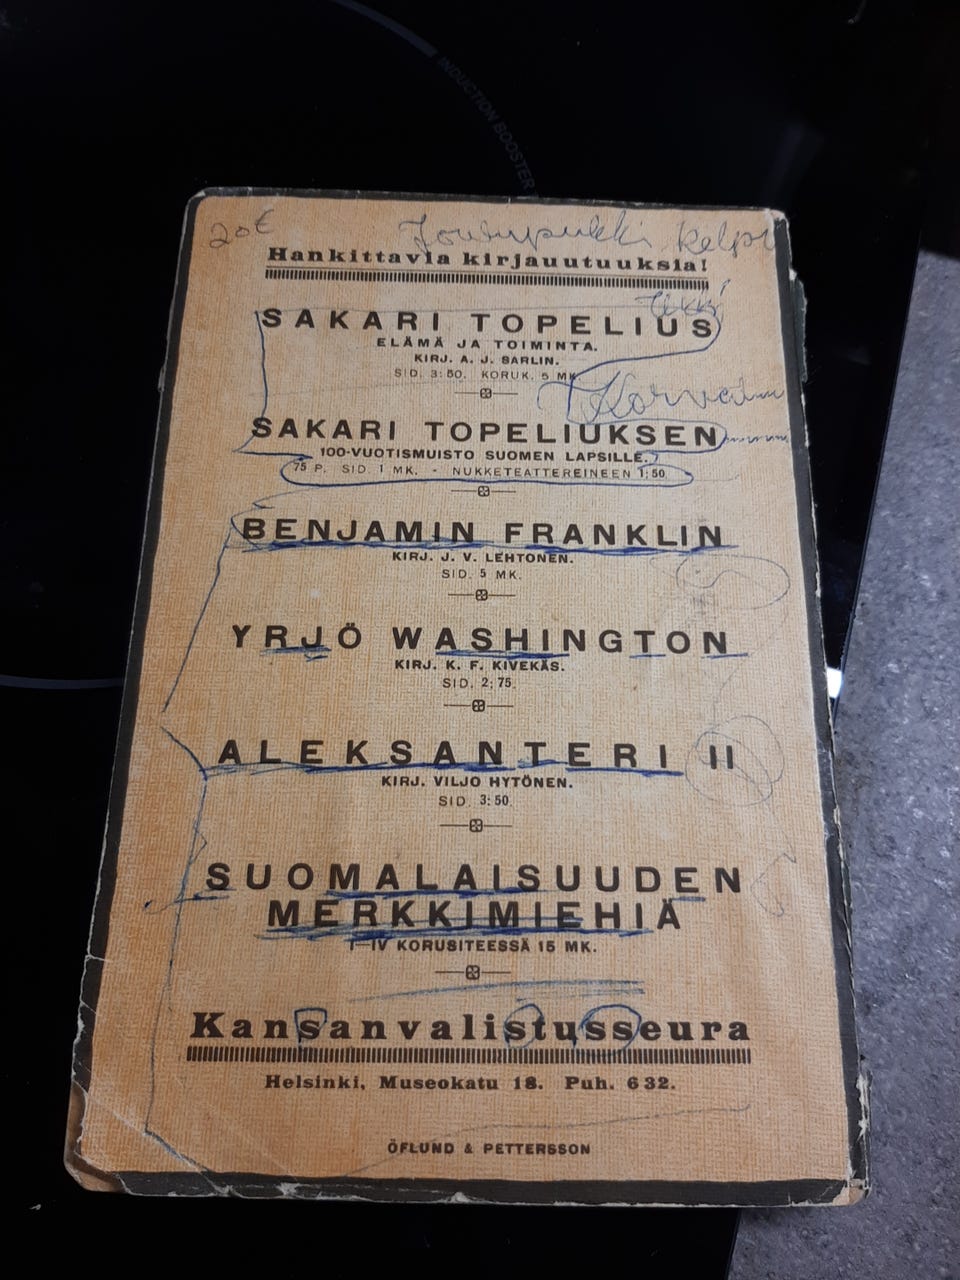 INDUCTION BOOSTER
20€ Joulupukki
Hankittavia kirjauutuuksia!
SAKARI TOPELIUS
ELÄMÄ JA TOIMINTA.
KIRJ. A. J. SARLIN.
SID. 3:50. KORUK. 5 MK.
SAKARI TOPELIUKSEN
100-VUOTISMUISTO SUOMEN LAPSILLE.
75 P. SID. 1 MK. - NUKKETEATTEREINEEN 1:50
BENJAMIN FRANKLIN
KIRJ. J. V. LEHTONEN.
SID. 5 MK.
YRJÖ WASHINGTON
KIRJ. K. F. KIVEKÄS.
SID. 2:75.
ALEKSANTERI II
KIRJ. VILJO HYTÖNEN.
SID. 3:50.
SUOMALAISUUDEN
MERKKIMIEHIÄ
I-IV KORUSITEESSÄ 15 MK.
Kansanvalistusseura
Helsinki, Museokatu 18. Puh. 632.
ÖFLUND & PETTERSSON